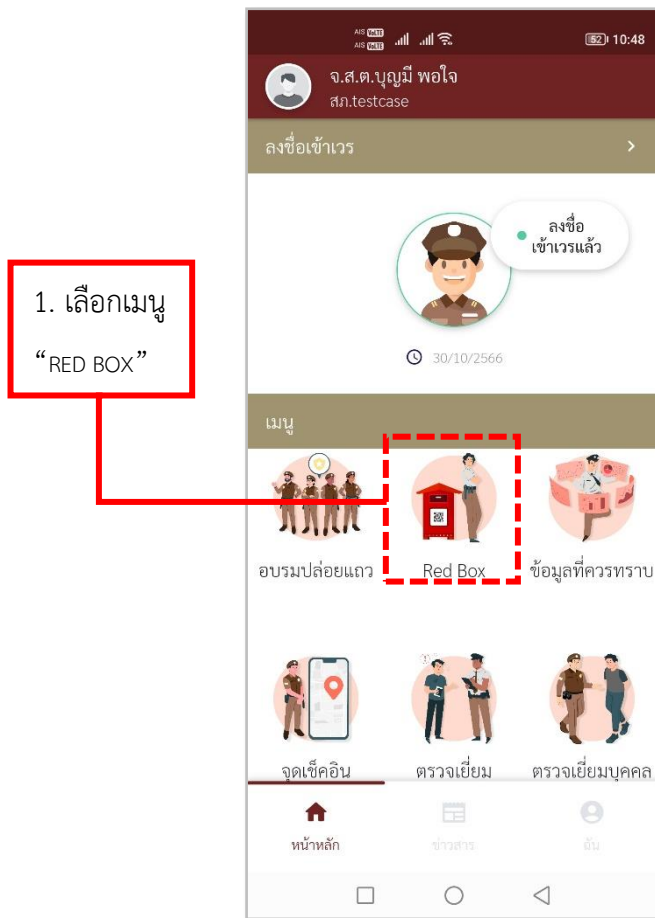 AIS VoLTE
AIS VoLTE
52 10:48
จ.ส.ต.บุญมี พอใจ
สภ.testcase
ลงชื่อเข้าเวร
ลงชื่อ
เข้าเวรแล้ว
1. เลือกเมนู
“RED BOX”
30/10/2566
เมนู
อบรมปล่อยแถว
Red Box
ข้อมูลที่ควรทราบ
จุดเช็คอิน
ตรวจเยี่ยม
ตรวจเยี่ยมบุคคล
หน้าหลัก
ข่าวสาร
ฉัน